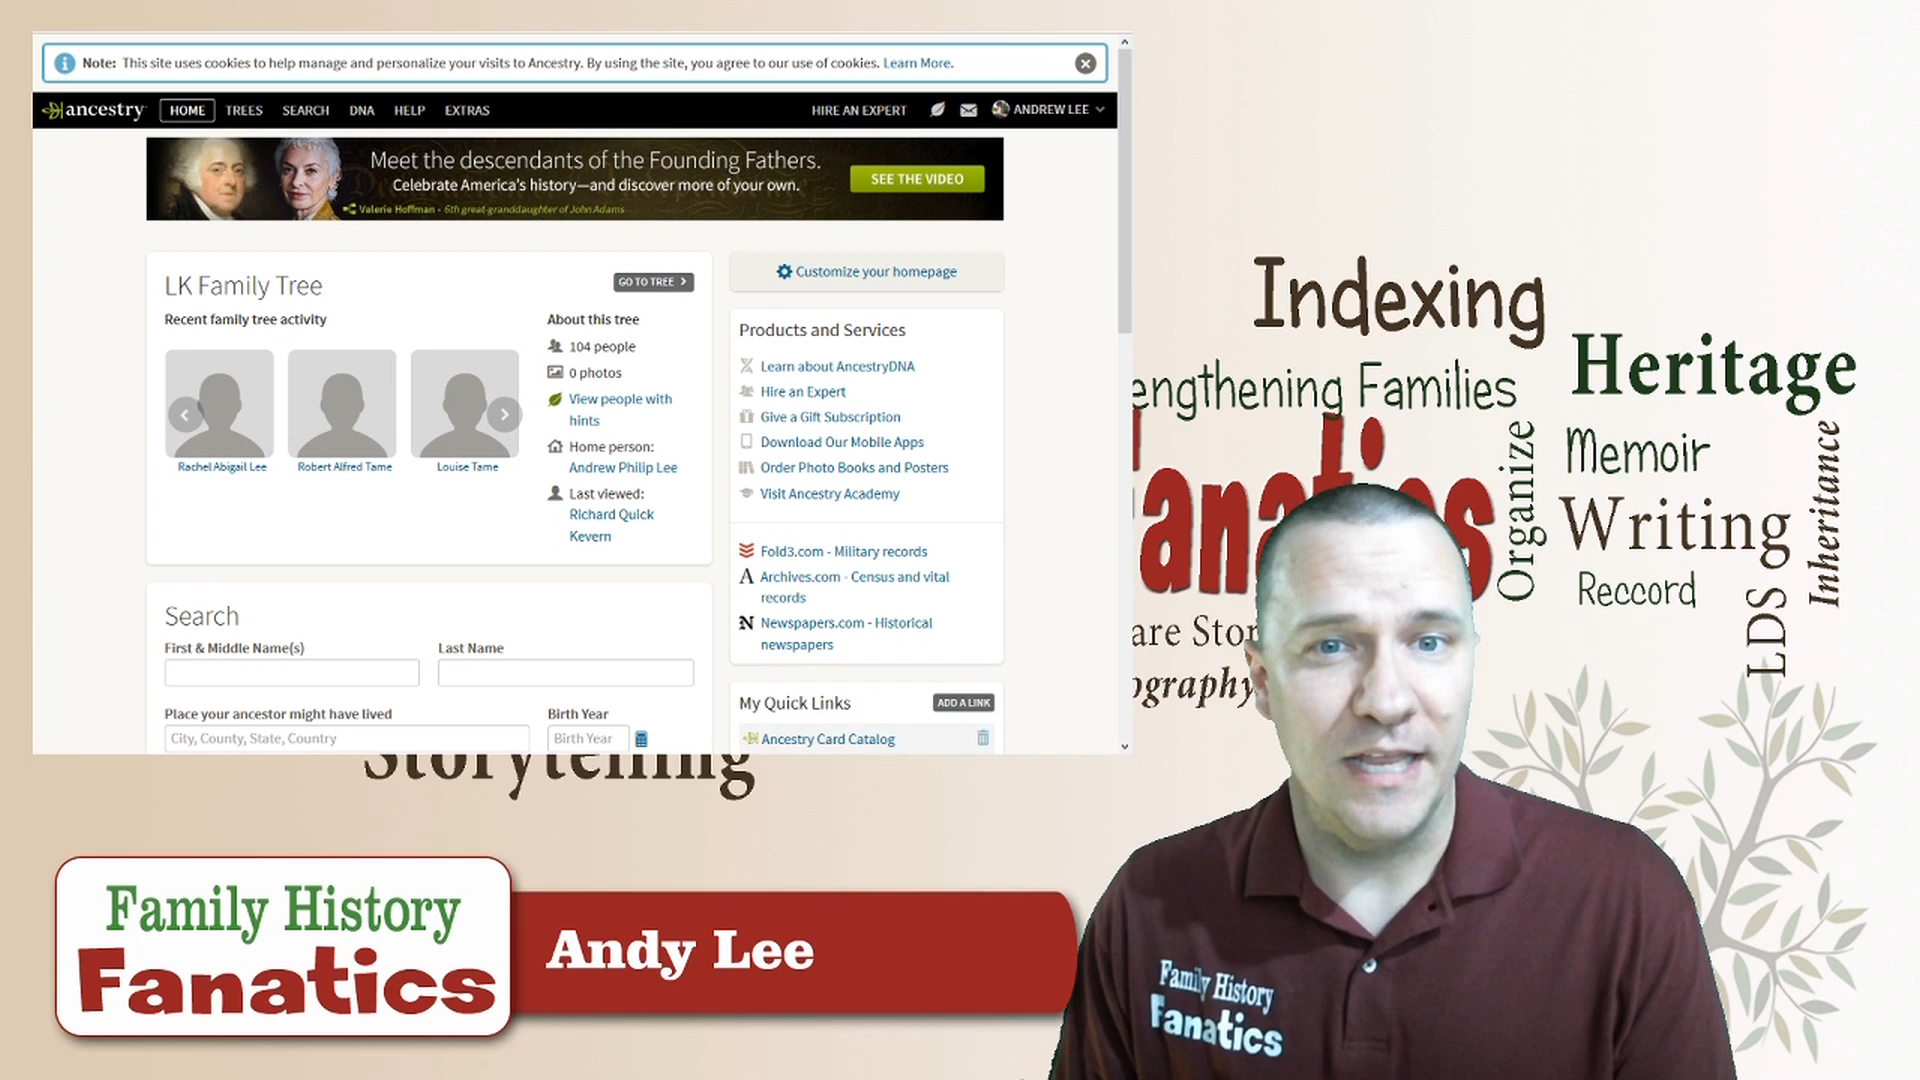 Note: This site uses cookies to help manage and personalize your visits to Ancestry. By using the site, you agree to our use of cookies. Learn More.
ancestry HOME TREES SEARCH DNA HELP EXTRAS HIRE AN EXPERT ANDREW LEE
Meet the descendants of the Founding Fathers.
Celebrate America's history—and discover more of your own.
Valerie Hoffman - 6th great-granddaughter of John Adams
SEE THE VIDEO
LK Family Tree
GO TO TREE
Recent family tree activity
Rachel Abigail Lee
Robert Alfred Tame
Louise Tame
About this tree
104 people
0 photos
View people with
hints
Home person:
Andrew Philip Lee
Last viewed:
Richard Quick
Kevern
Search
First & Middle Name(s)
Last Name
Place your ancestor might have lived
City, County, State, Country
Birth Year
Birth Year
Customize your homepage
Products and Services
Learn about AncestryDNA
Hire an Expert
Give a Gift Subscription
Download Our Mobile Apps
Order Photo Books and Posters
Visit Ancestry Academy
Fold3.com - Military records
Archives.com - Census and vital
records
Newspapers.com - Historical
newspapers
My Quick Links
ADD A LINK
Ancestry Card Catalog
Indexing
Heritage
engthening Families
Fanatics
Organize
Memoir
Writing
Reccord
Inheritance
LDS
are Stor
ography
Storytelling
Family History
Fanatics
Andy Lee
Family History
Fanatics